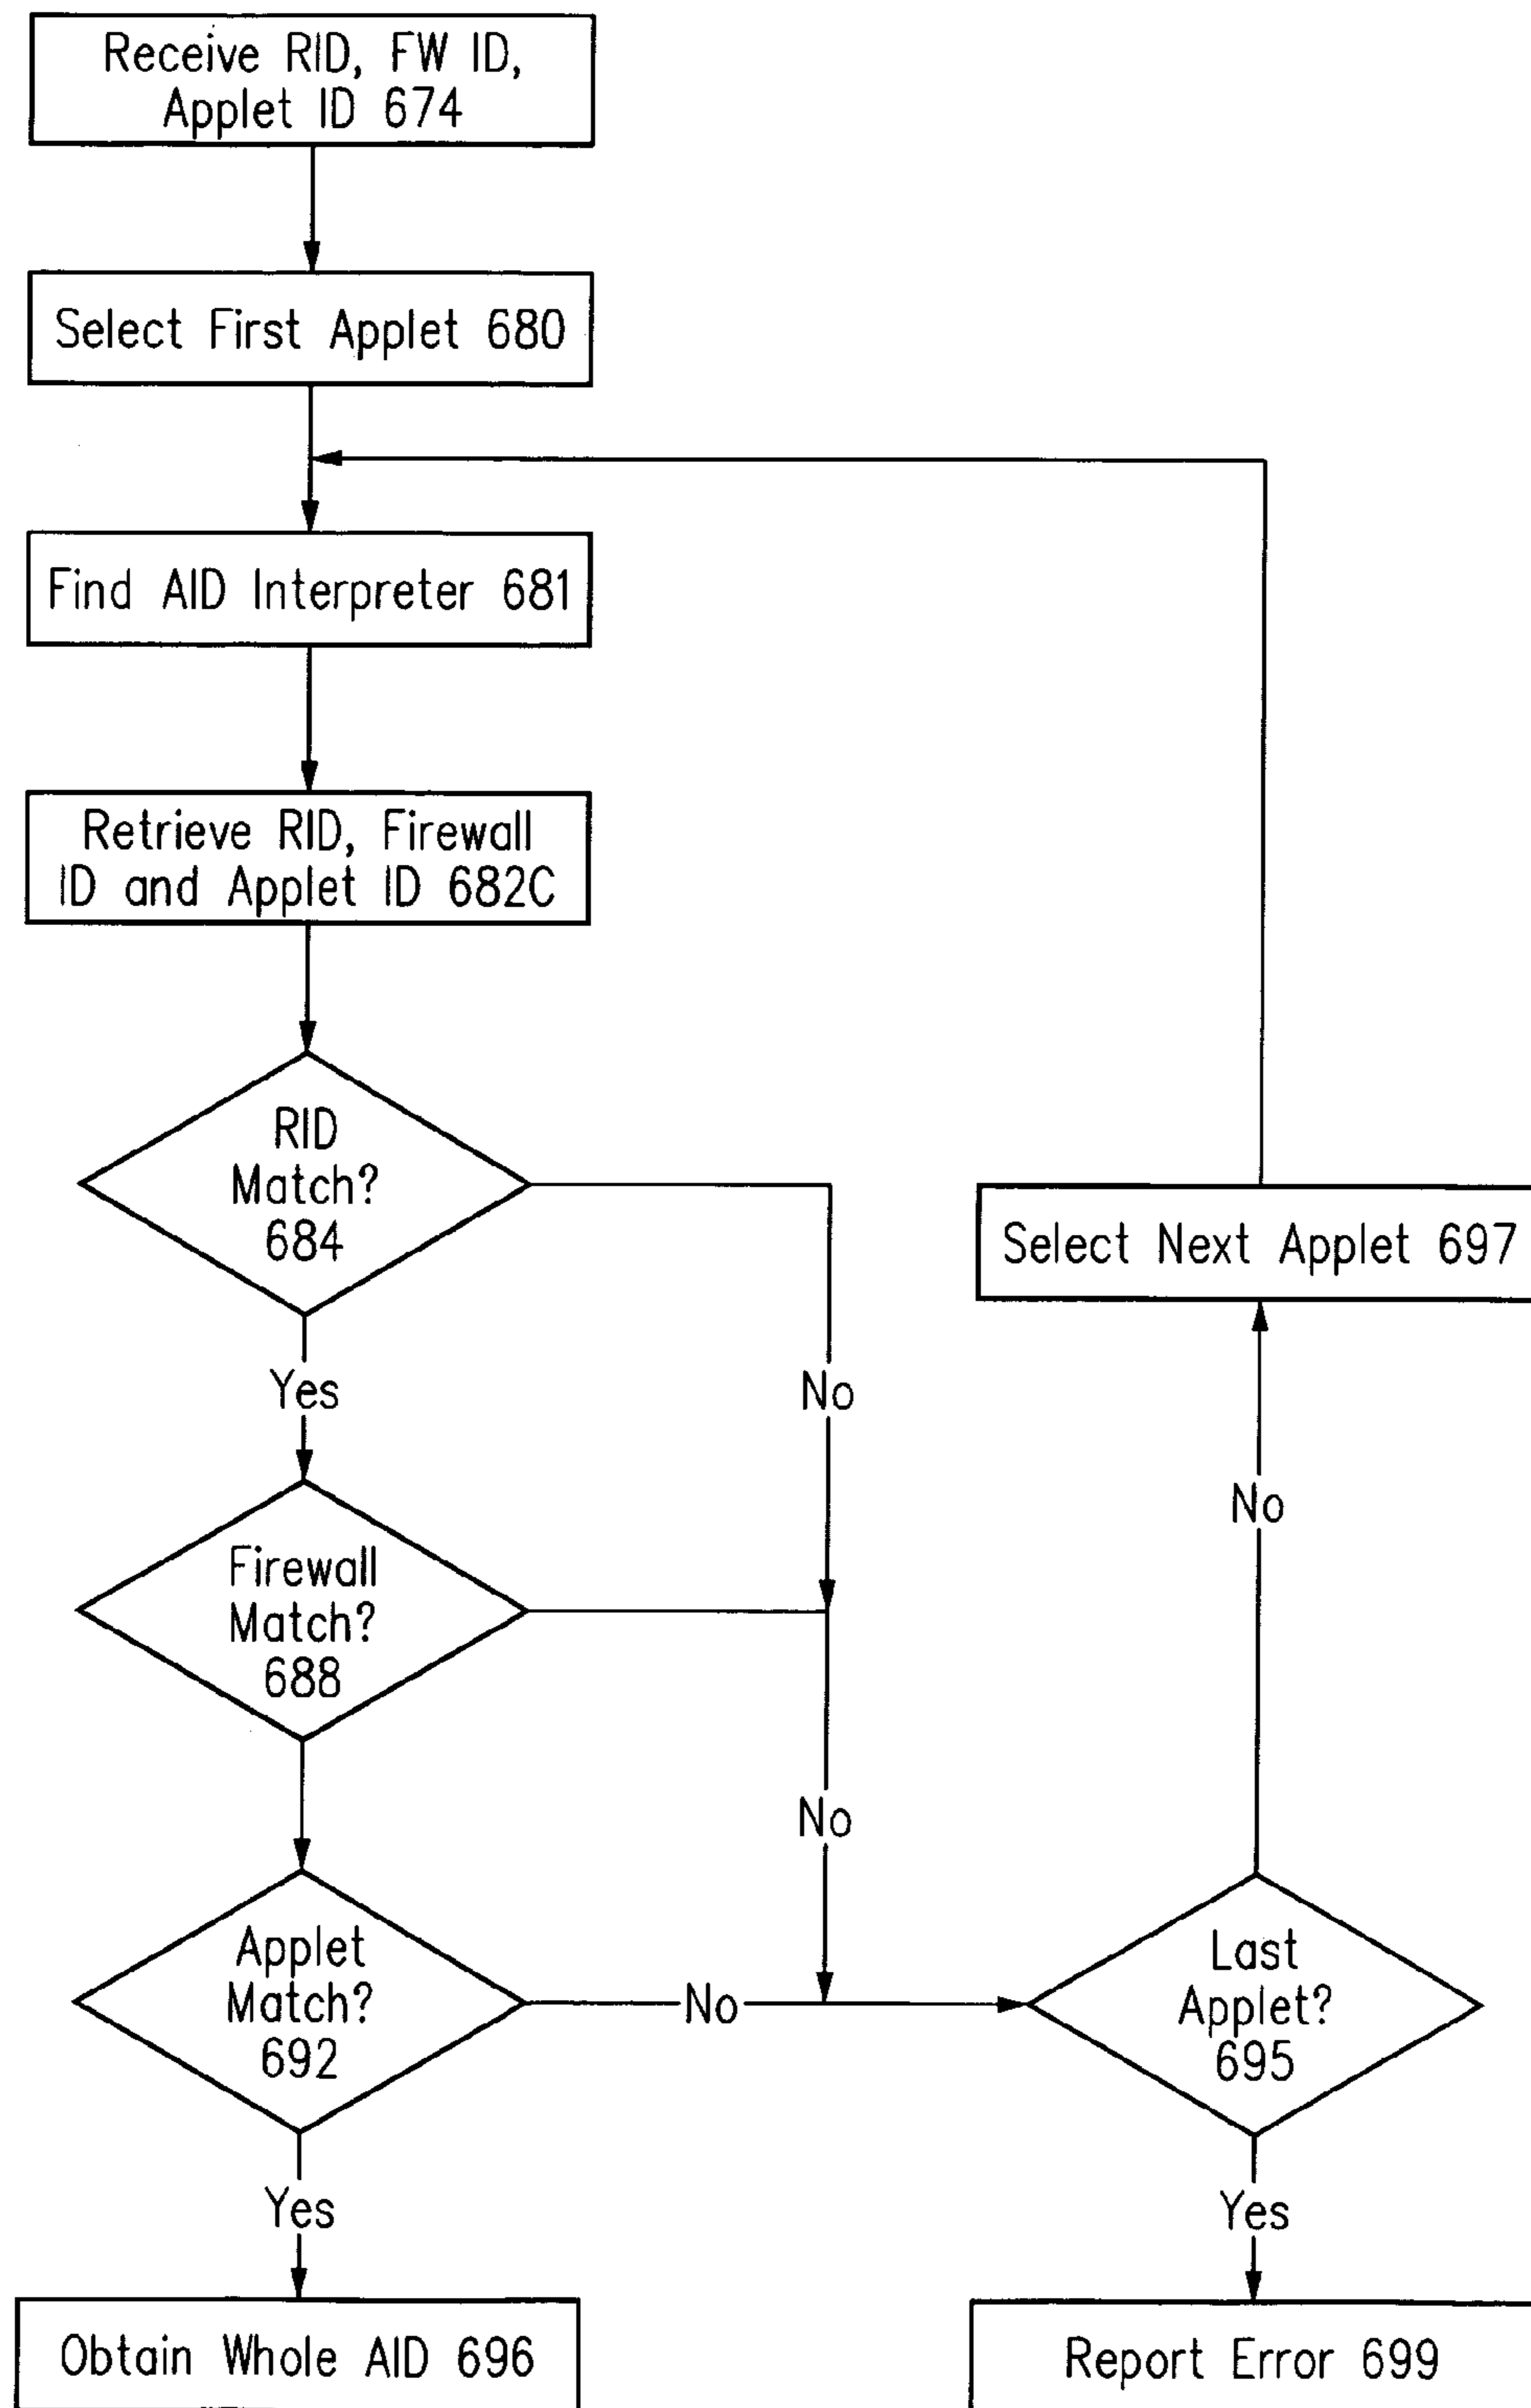 Receive RID, FW ID,
Applet ID 674
Select First Applet 680
Find AID Interpreter 681
Retrieve RID, Firewall
ID and Applet ID 682C
RID
Match?
684
Yes
No
Firewall
Match?
688
No
Applet
Match?
692
No
Yes
Obtain Whole AID 696
Select Next Applet 697
No
Last
Applet?
695
Yes
Report Error 699